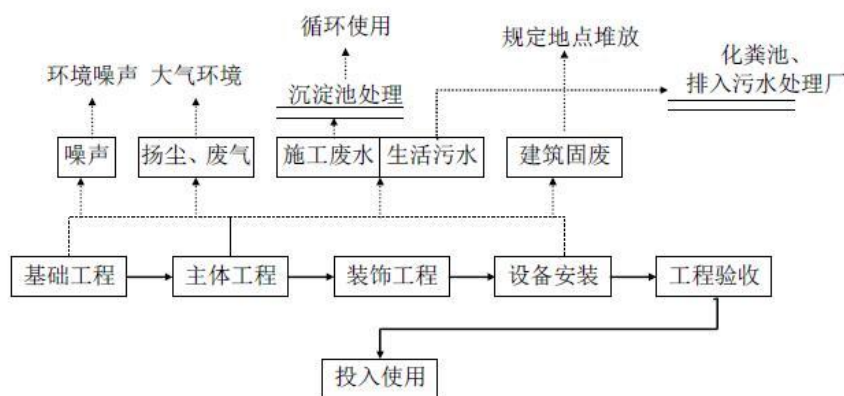 循环使用
规定地点堆放
化粪池、
排入污水处理厂
环境噪声
大气环境
沉淀池处理
噪声
扬尘、废气
施工废水
生活污水
建筑固废
基础工程
主体工程
装饰工程
设备安装
工程验收
投入使用